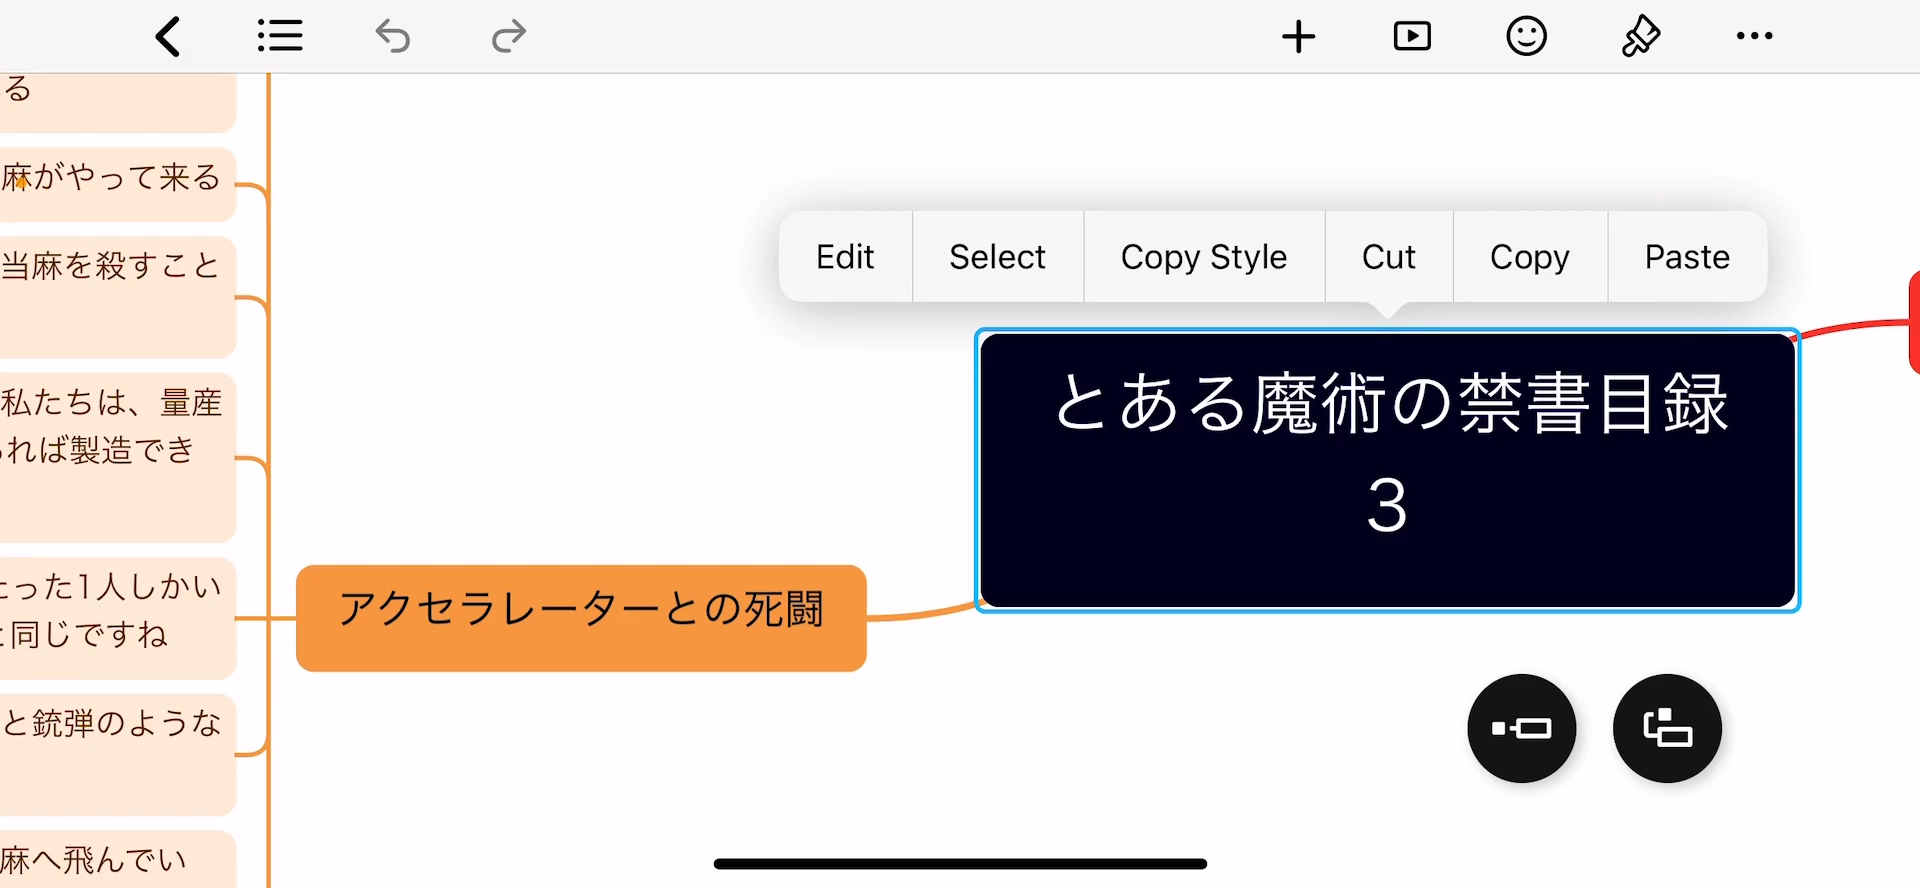 る
麻がやって来る
当麻を殺すこと
私たちは、量産
れば製造でき
った1人しかい
同じですね
と銃弾のような
麻へ飛んでい
アクセラレーターとの死闘
Edit
Select
Copy Style
Cut
Copy
Paste
とある魔術の禁書目録
3